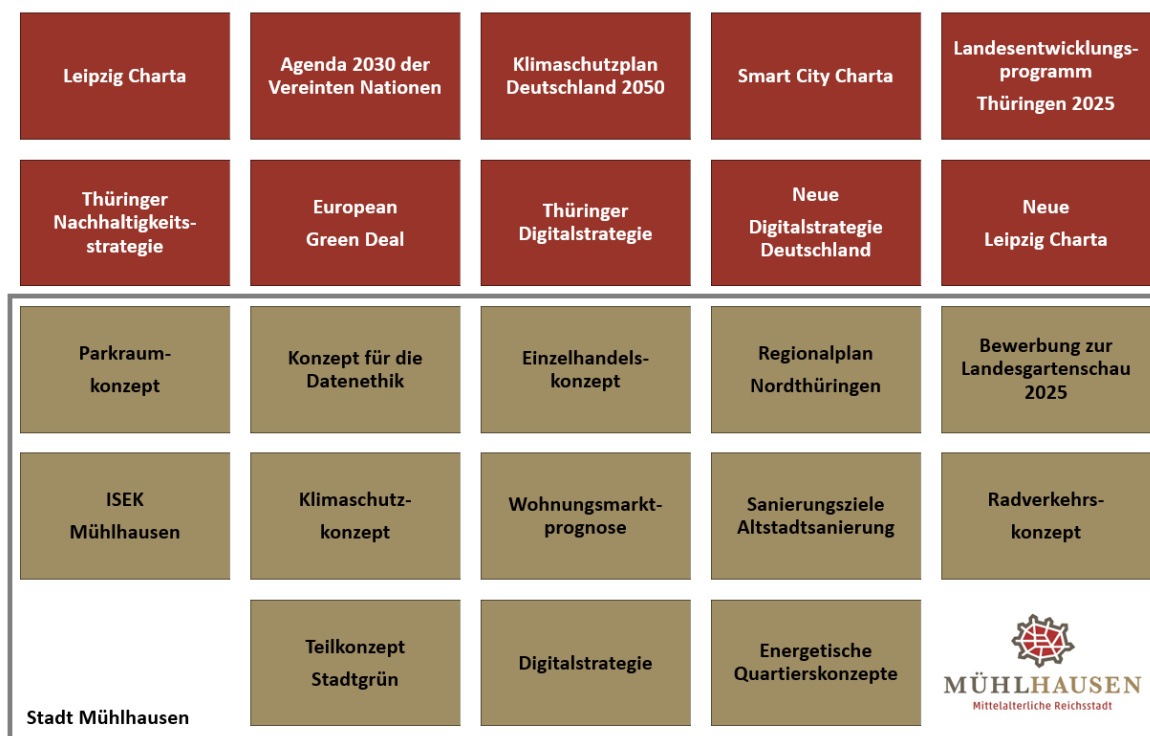 Leipzig Charta
Agenda 2030 der
Vereinten Nationen
Klimaschutzplan
Deutschland 2050
Smart City Charta
Landesentwicklungs-
programm
Thüringen 2025
Thüringer
Nachhaltigkeits-
strategie
European
Green Deal
Thüringer
Digitalstrategie
Neue
Digitalstrategie
Deutschland
Neue
Leipzig Charta
Parkraum-
konzept
Konzept für die
Datenethik
Einzelhandels-
konzept
Regionalplan
Nordthüringen
Bewerbung zur
Landesgartenschau
2025
ISEK
Mühlhausen
Klimaschutz-
konzept
Wohnungsmarkt-
prognose
Sanierungsziele
Altstadtsanierung
Radverkehrs-
konzept
Teilkonzept
Stadtgrün
Digitalstrategie
Energetische
Quartierskonzepte
MÜHLHAUSEN
Mittelalterliche Reichsstadt
Stadt Mühlhausen